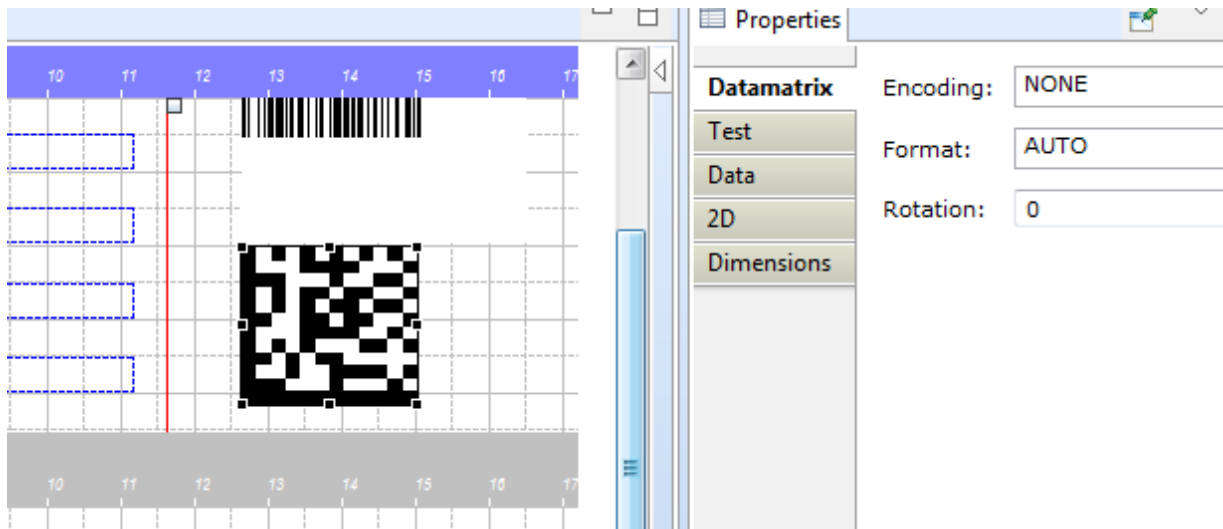 Properties
10 11 12 13 14 15 16 17
Datamatrix
Test
Data
2D
Dimensions
Encoding: NONE
Format: AUTO
Rotation: 0
10 11 12 13 14 15 16 17